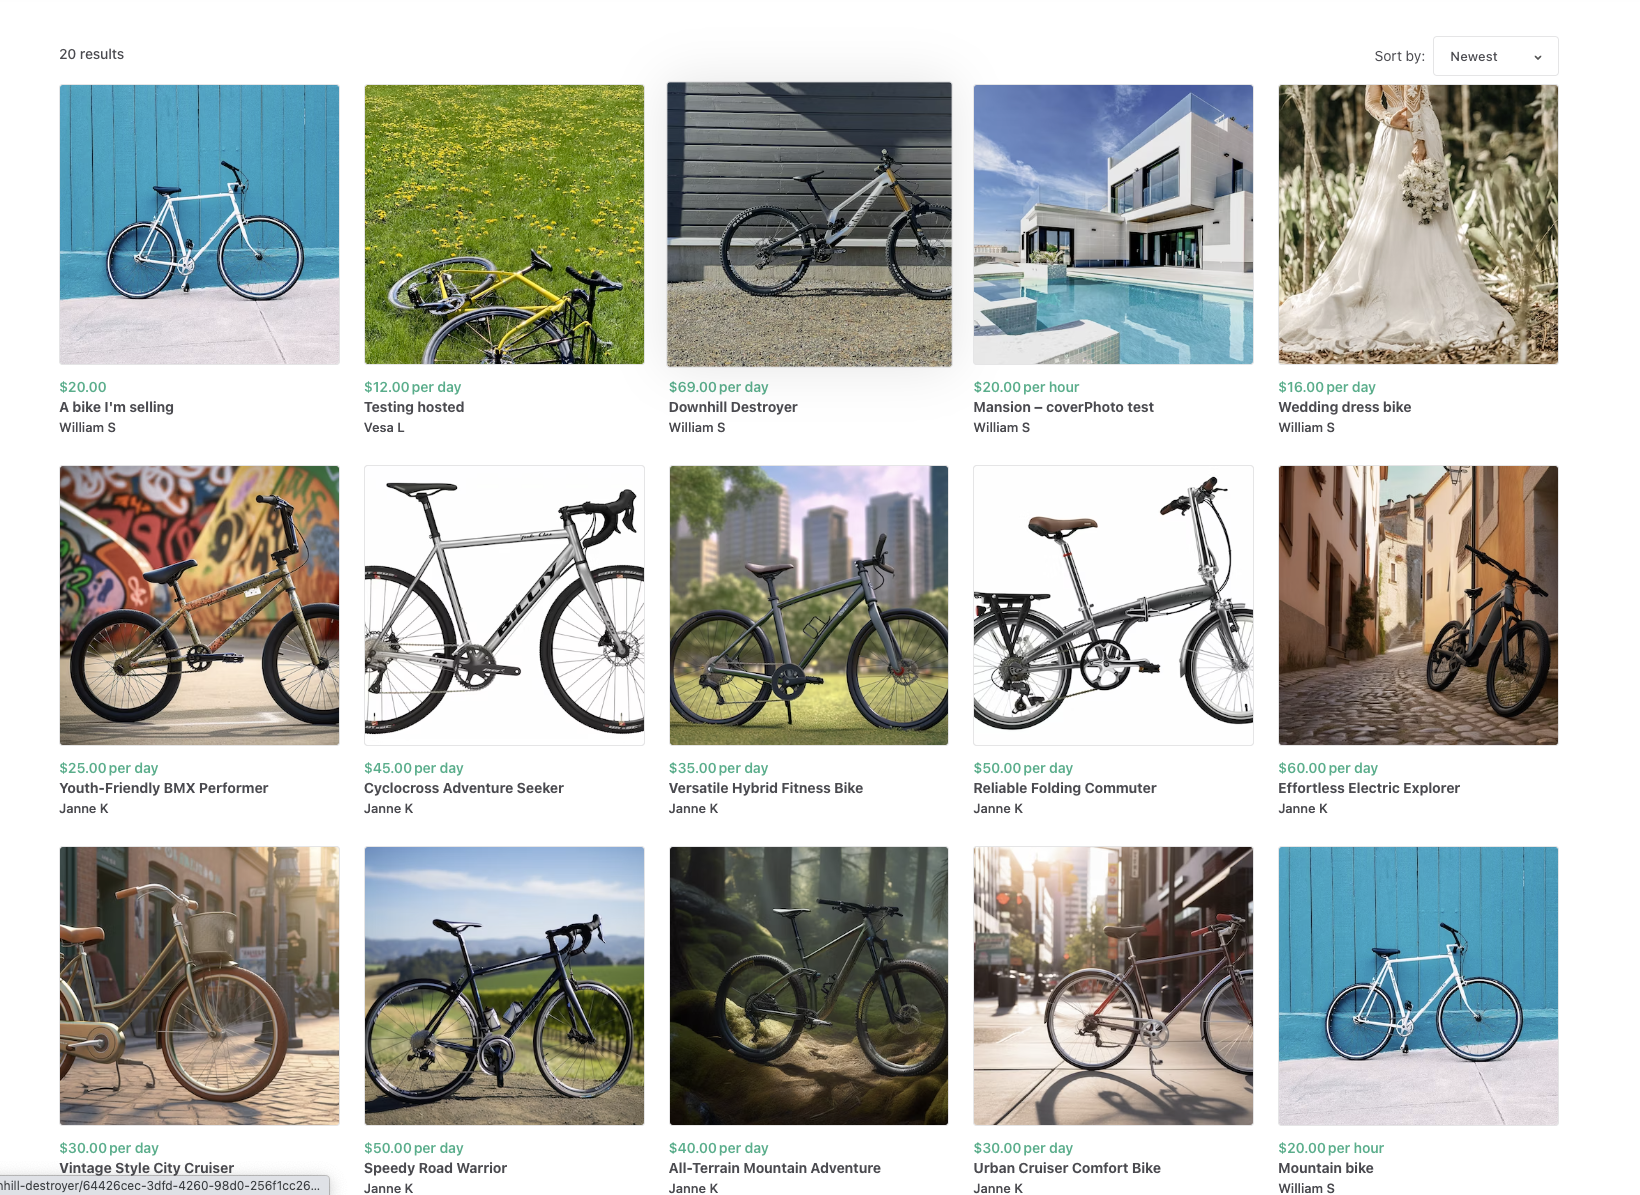 20 results
Sort by: Newest
$20.00
A bike I'm selling
William S
$12.00 per day
Testing hosted
Vesa L
$69.00 per day
Downhill Destroyer
William S
$20.00 per hour
Mansion – coverPhoto test
William S
$16.00 per day
Wedding dress bike
William S
BILLY
$25.00 per day
Youth-Friendly BMX Performer
Janne K
$45.00 per day
Cyclocross Adventure Seeker
Janne K
$35.00 per day
Versatile Hybrid Fitness Bike
Janne K
$50.00 per day
Reliable Folding Commuter
Janne K
$60.00 per day
Effortless Electric Explorer
Janne K
$30.00 per day
Vintage Style City Cruiser
$50.00 per day
Speedy Road Warrior
Janne K
$40.00 per day
All-Terrain Mountain Adventure
Janne K
$30.00 per day
Urban Cruiser Comfort Bike
Janne K
$20.00 per hour
Mountain bike
William S
nhill-destroyer/64426cec-3dfd-4260-98d0-256f1cc26...